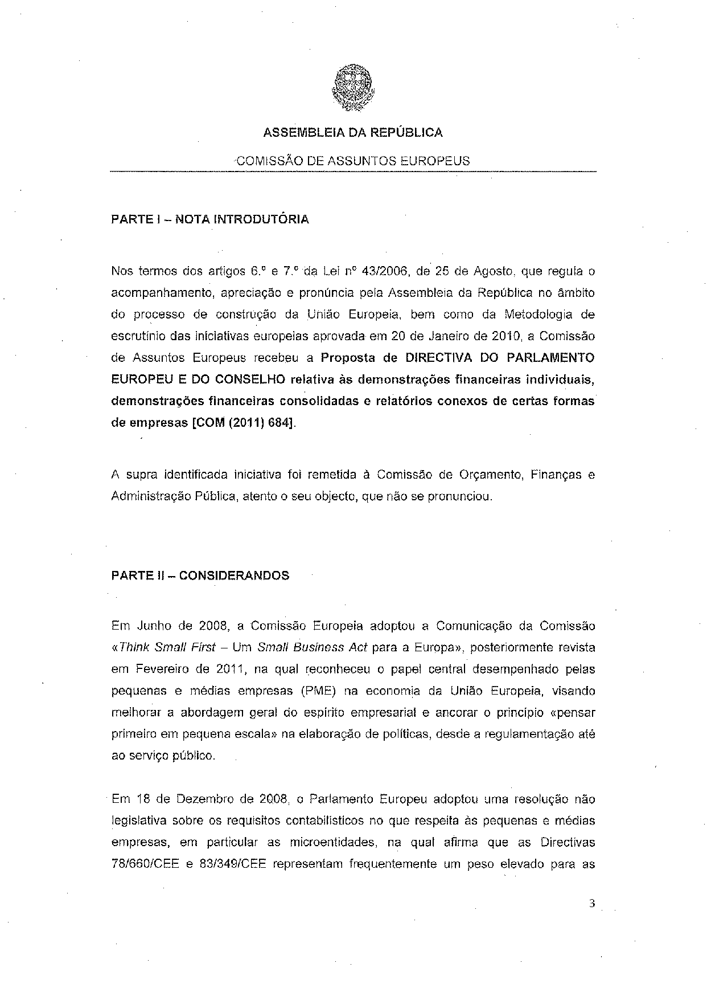 ASSEMBLEIA DA REPÚBLICA
COMISSÃO DE ASSUNTOS EUROPEUS
PARTE I – NOTA INTRODUTÓRIA
Nos termos dos artigos 6.º e 7.º da Lei nº 43/2006, de 25 de Agosto, que regula o
acompanhamento, apreciação e pronúncia pela Assembleia da República no âmbito
do processo de construção da União Europeia, bem como da Metodologia de
escrutínio das iniciativas europeias aprovada em 20 de Janeiro de 2010, a Comissão
de Assuntos Europeus recebeu a Proposta de DIRECTIVA DO PARLAMENTO
EUROPEU E DO CONSELHO relativa às demonstrações financeiras individuais,
demonstrações financeiras consolidadas e relatórios conexos de certas formas
de empresas [COM (2011) 684].
A supra identificada iniciativa foi remetida à Comissão de Orçamento, Finanças e
Administração Pública, atento o seu objecto, que não se pronunciou.
PARTE II – CONSIDERANDOS
Em Junho de 2008, a Comissão Europeia adoptou a Comunicação da Comissão
«Think Small First – Um Small Business Act para a Europa», posteriormente revista
em Fevereiro de 2011, na qual reconheceu o papel central desempenhado pelas
pequenas e médias empresas (PME) na economia da União Europeia, visando
melhorar a abordagem geral do espírito empresarial e ancorar o princípio «pensar
primeiro em pequena escala» na elaboração de políticas, desde a regulamentação até
ao serviço público.
Em 18 de Dezembro de 2008, o Parlamento Europeu adoptou uma resolução não
legislativa sobre os requisitos contabilísticos no que respeita às pequenas e médias
empresas, em particular as microentidades, na qual afirma que as Directivas
78/660/CEE e 83/349/CEE representam frequentemente um peso elevado para as
3